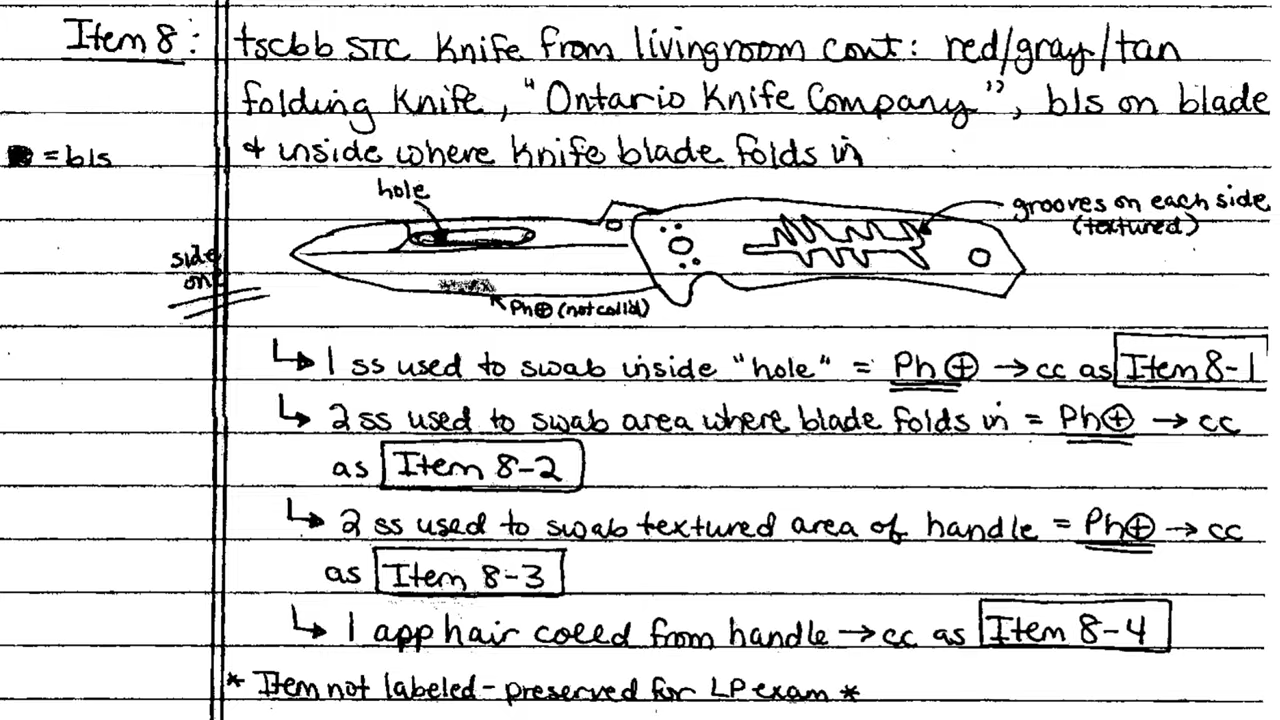 Item 8: tscbb STC Knife from livingroom cont: red/gray/tan
folding Knife, "Ontario Knife Company", bls on blade
= bls
+ inside where knife blade folds in
hole
grooves on each side
(textured)
side
on
Ph⊕ (not coll'd)
↳ 1 ss used to swab inside "hole" = Ph⊕ → cc as Item 8-1
↳ 2 ss used to swab area where blade folds in = Ph⊕ → cc
as Item 8-2
↳ 2 ss used to swab textured area of handle = Ph⊕ → cc
as Item 8-3
↳ 1 app hair coll'd from handle → cc as Item 8-4
* Item not labeled - preserved for LP exam *